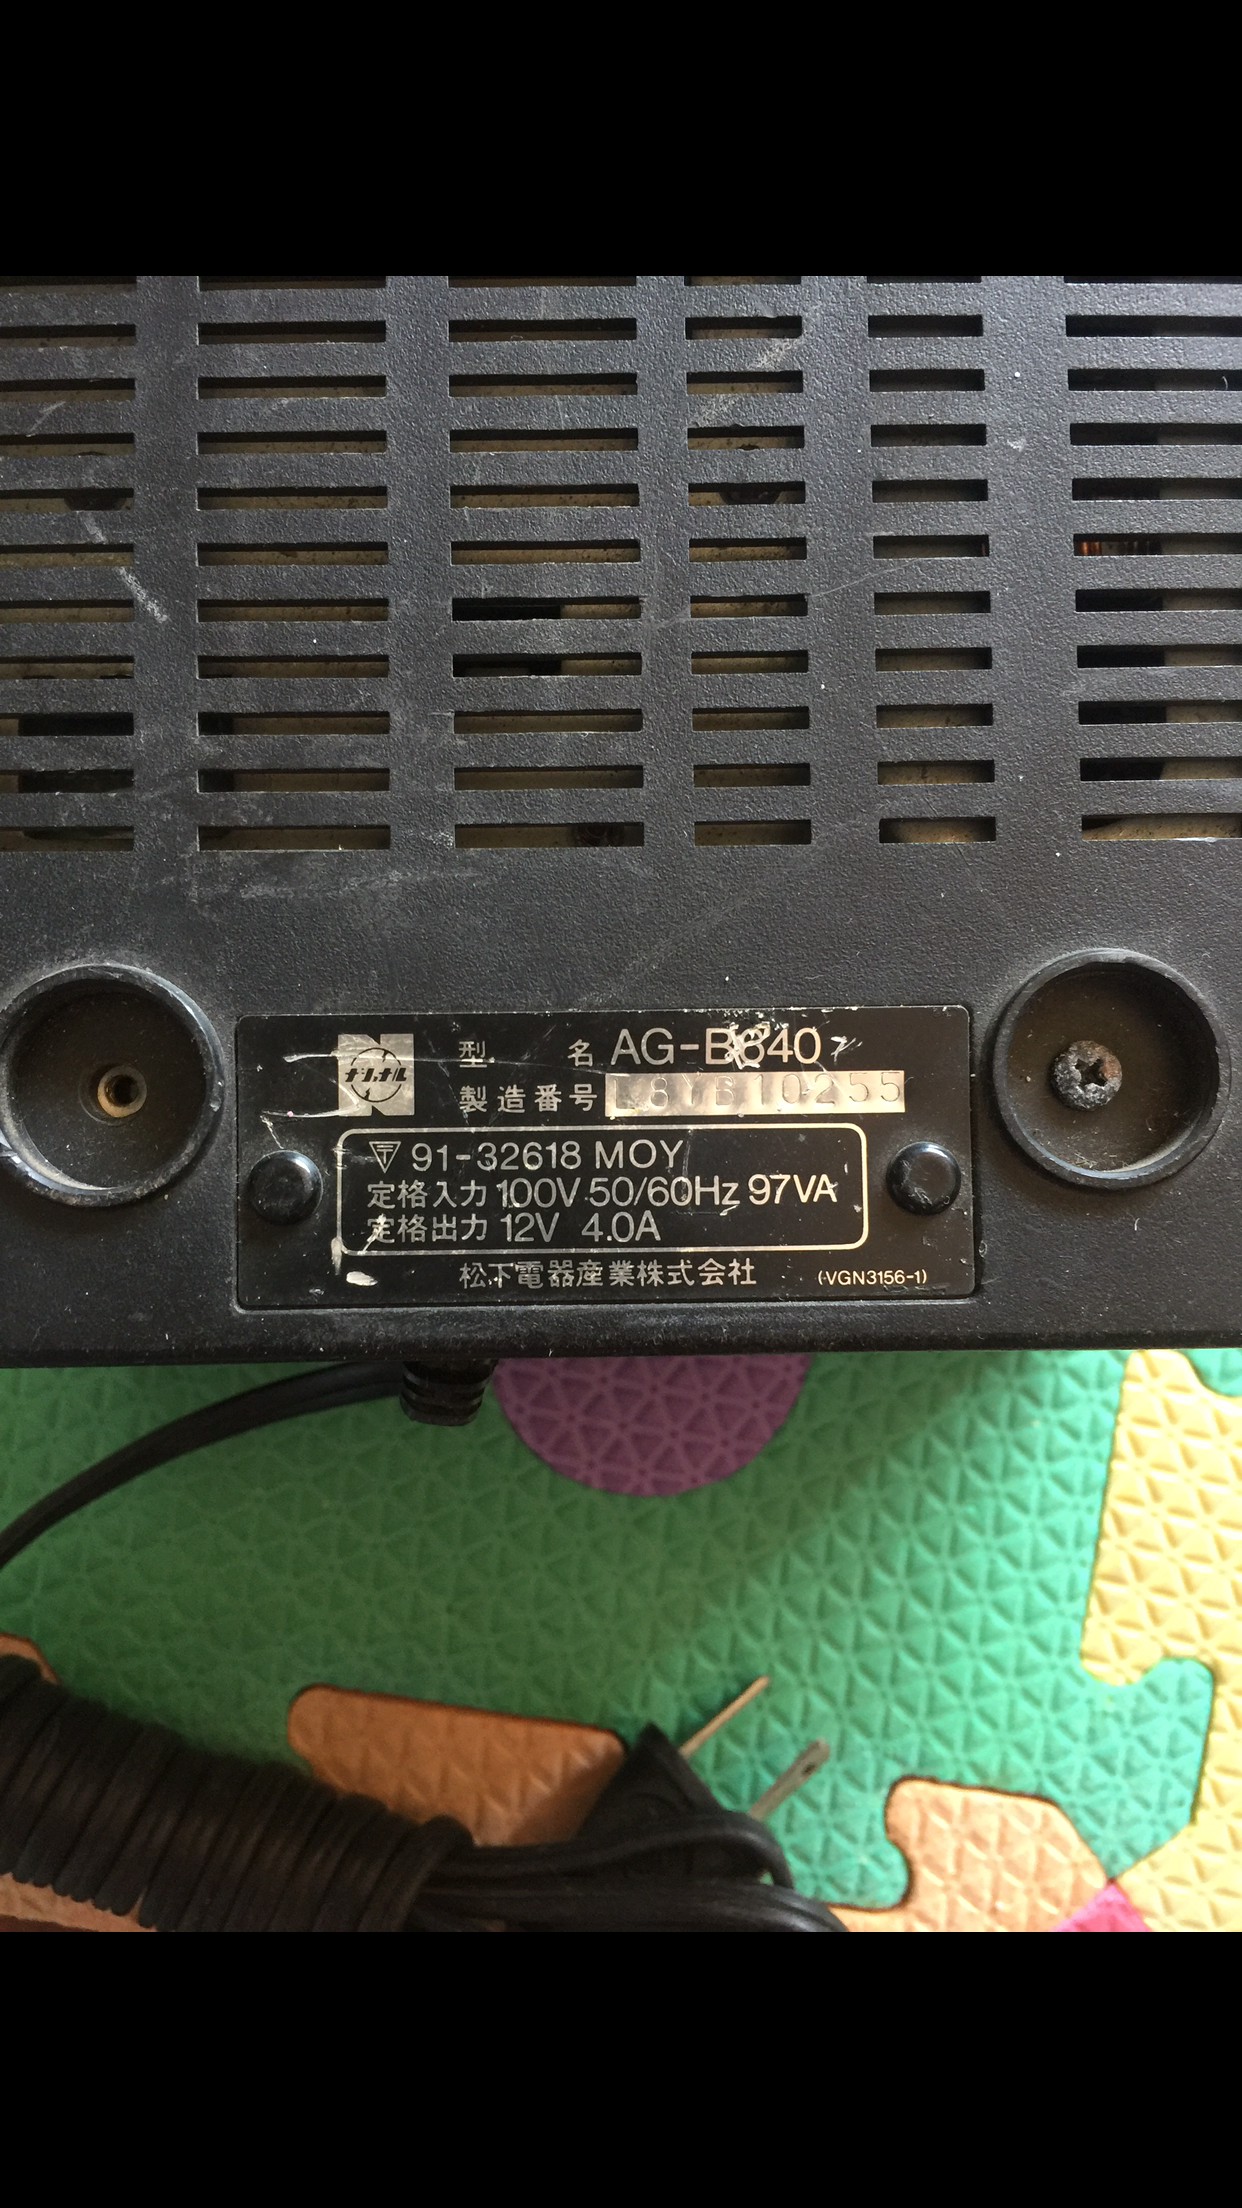 ナショナル
型 名 AG-B640
製造番号 L8YB10255
〒 91-32618 MOY
定格入力 100V 50/60Hz 97VA
定格出力 12V 4.0A
松下電器産業株式会社 (VGN3156-1)